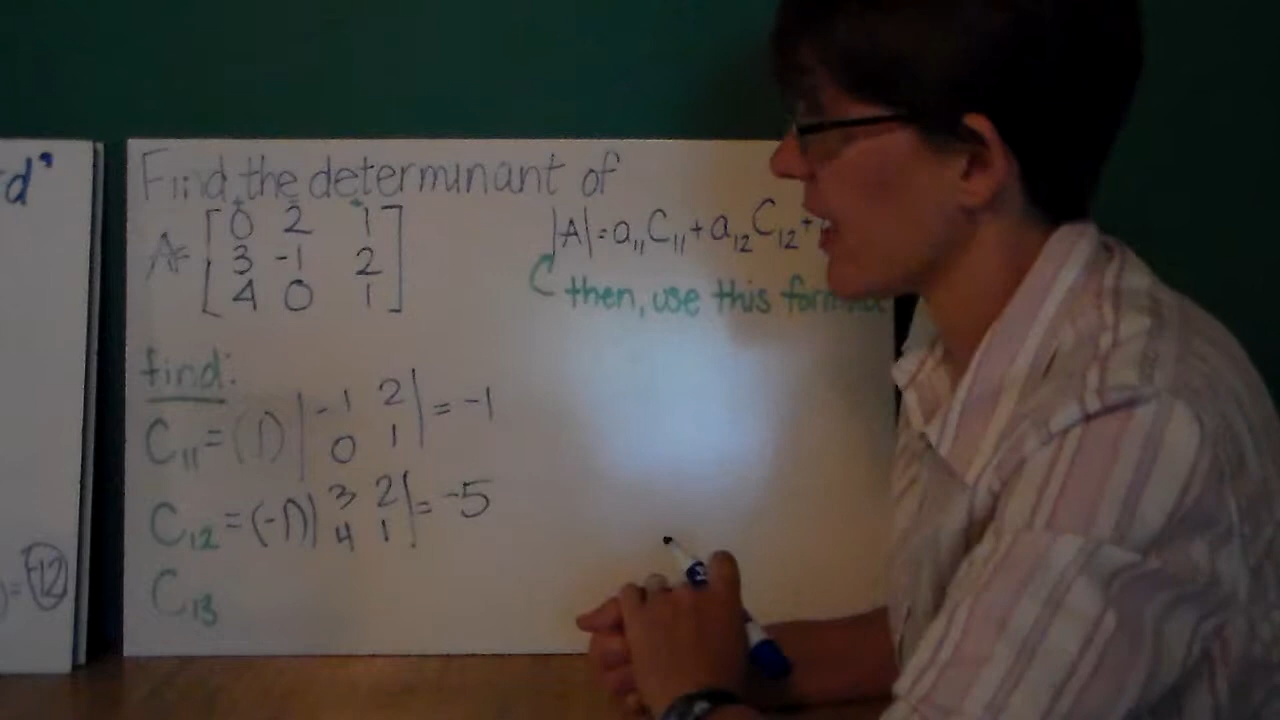 d"
Find the determinant of
A= [0 2 1
3 -1 2
4 0 1]
|A|=a₁₁C₁₁+a₁₂C₁₂+
then, use this formula
find:
C₁₁=(1)|-1 2
0 1|=-1
C₁₂=(-1)|3 2
4 1|=-5
C₁₃
)=-12